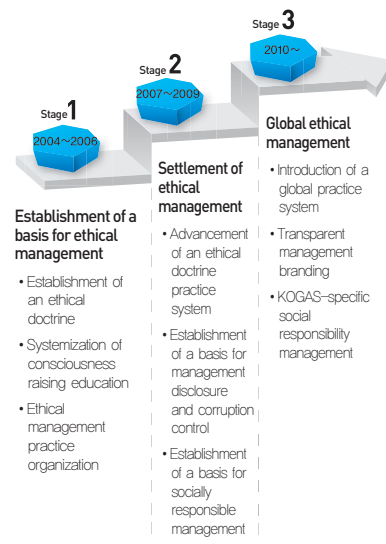 Stage 1
2004~2006
Establishment of a
basis for ethical
management
• Establishment of
an ethical
doctrine
• Systemization of
consciousness
raising education
• Ethical
management
practice
organization
Stage 2
2007~2009
Settlement of
ethical
management
• Advancement
of an ethical
doctrine
practice
system
• Establishment
of a basis for
management
disclosure
and corruption
control
• Establishment
of a basis for
socially
responsible
management
Stage 3
2010~
Global ethical
management
• Introduction of a
global practice
system
• Transparent
management
branding
• KOGAS-specific
social
responsibility
management